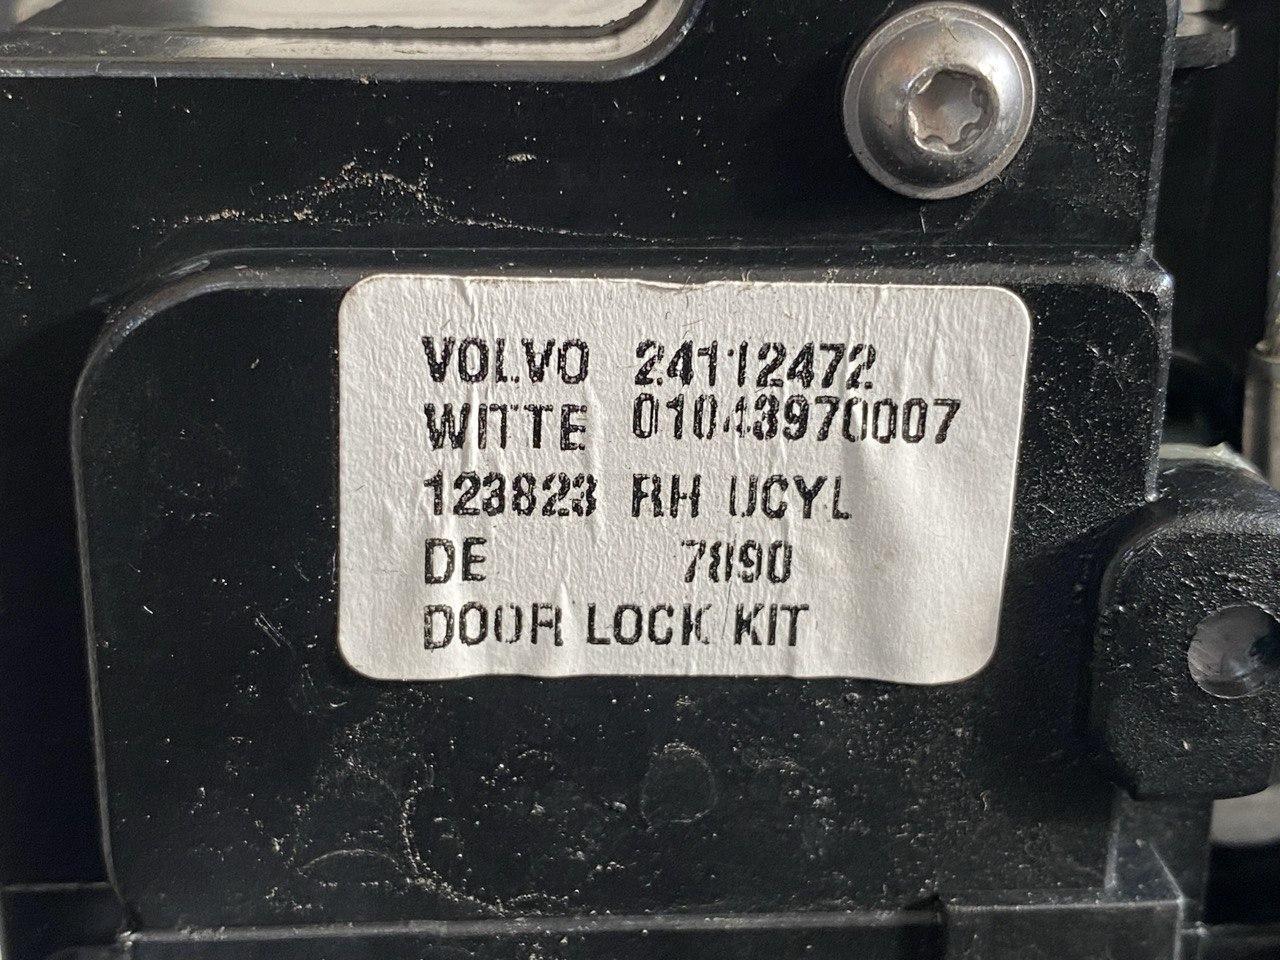 VOLVO 24112472
WITTE 01043970007
123823 RH UCYL
DE 7890
DOOR LOCK KIT